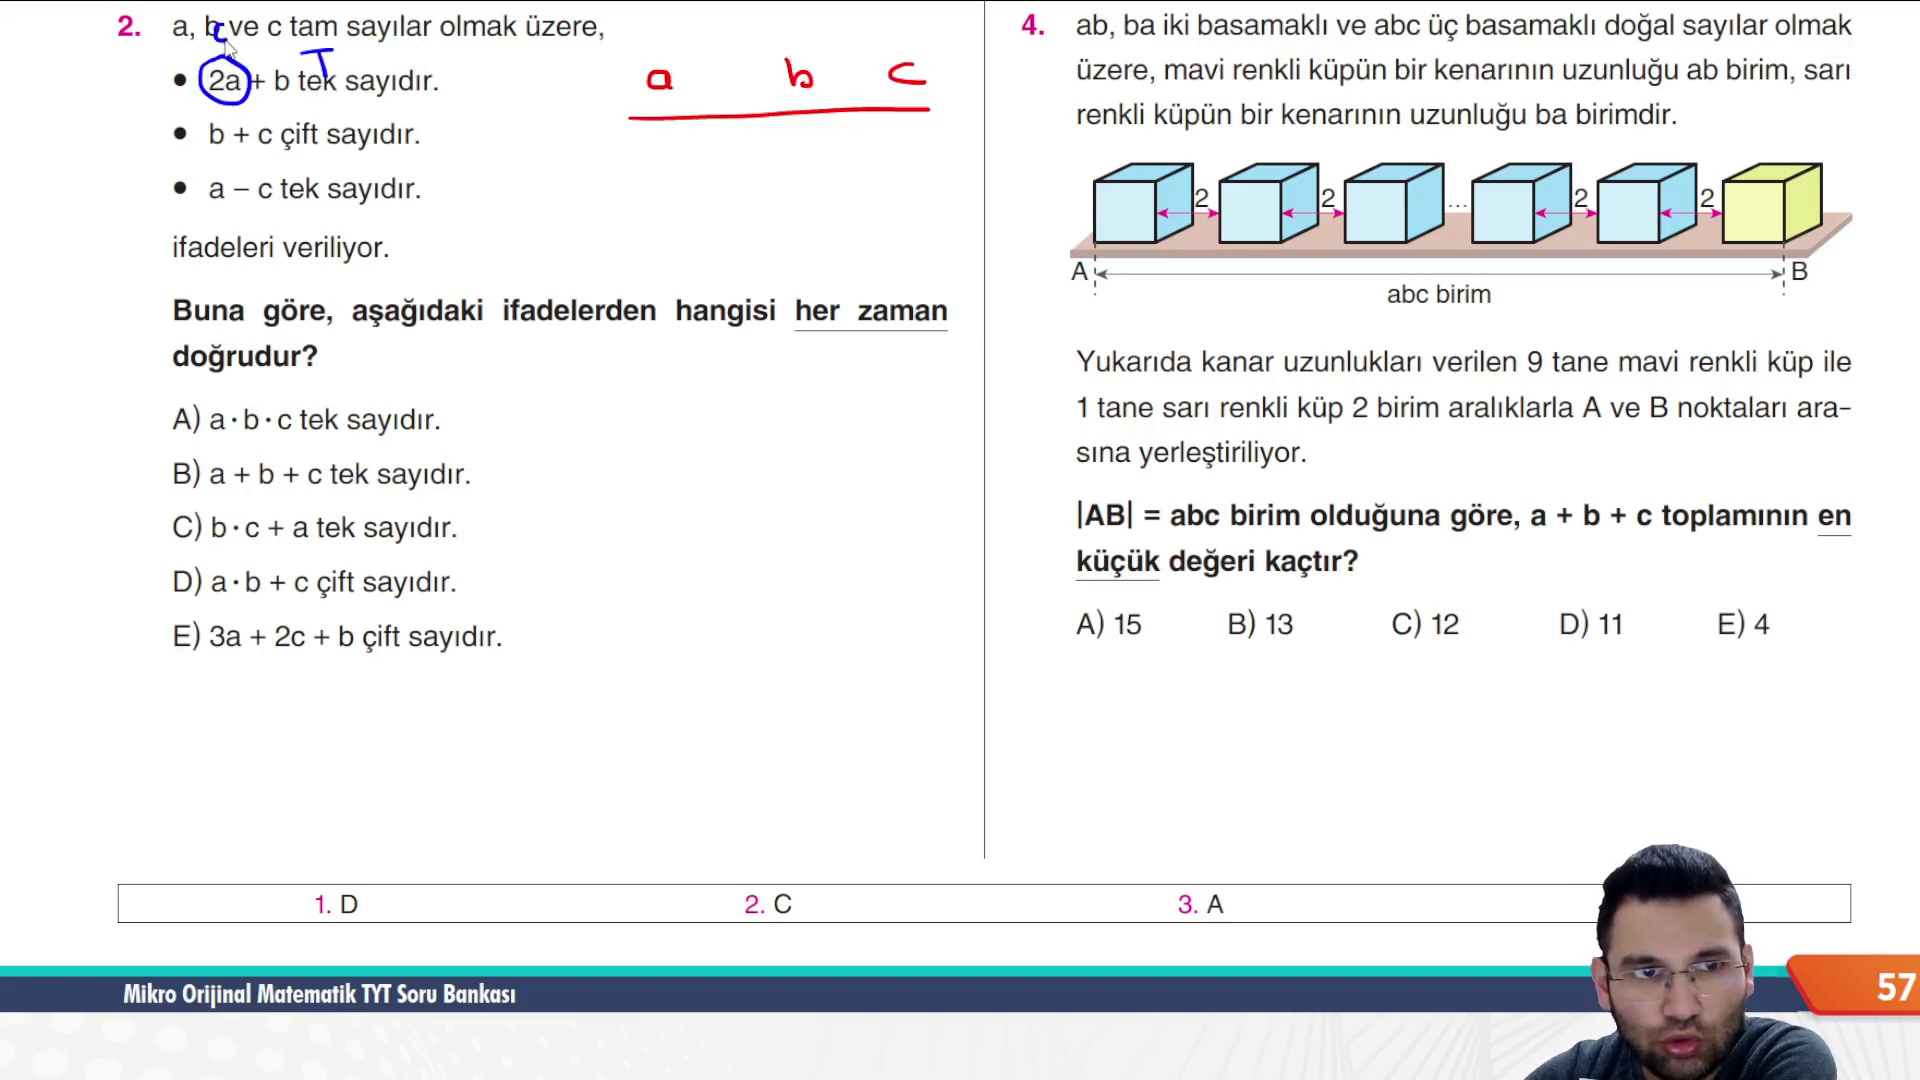 2. a, b ve c tam sayılar olmak üzere,
Ç
T
• 2a + b tek sayıdır.
a b c
• b + c çift sayıdır.
• a − c tek sayıdır.
ifadeleri veriliyor.
Buna göre, aşağıdaki ifadelerden hangisi her zaman
doğrudur?
A) a · b · c tek sayıdır.
B) a + b + c tek sayıdır.
C) b · c + a tek sayıdır.
D) a · b + c çift sayıdır.
E) 3a + 2c + b çift sayıdır.
4. ab, ba iki basamaklı ve abc üç basamaklı doğal sayılar olmak
üzere, mavi renkli küpün bir kenarının uzunluğu ab birim, sarı
renkli küpün bir kenarının uzunluğu ba birimdir.
2 2 ... 2 2
A B
abc birim
Yukarıda kanar uzunlukları verilen 9 tane mavi renkli küp ile
1 tane sarı renkli küp 2 birim aralıklarla A ve B noktaları ara-
sına yerleştiriliyor.
|AB| = abc birim olduğuna göre, a + b + c toplamının en
küçük değeri kaçtır?
A) 15 B) 13 C) 12 D) 11 E) 4
1. D 2. C 3. A
Mikro Orijinal Matematik TYT Soru Bankası
57